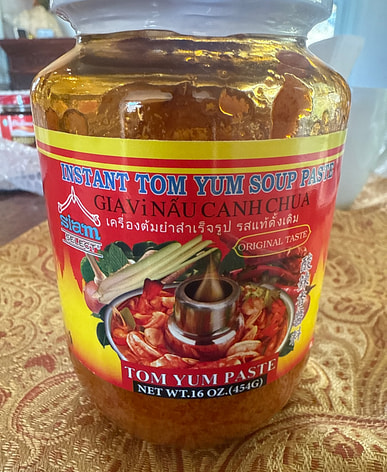 INSTANT TOM YUM SOUP PASTE
GIA Vì NẤU CANH CHUA
เครื่องต้มยำสำเร็จรูป รสแท้ดั้งเดิม
siam
SELECT
ORIGINAL TASTE
TOM YUM PASTE
NET WT.16 OZ.(454G)